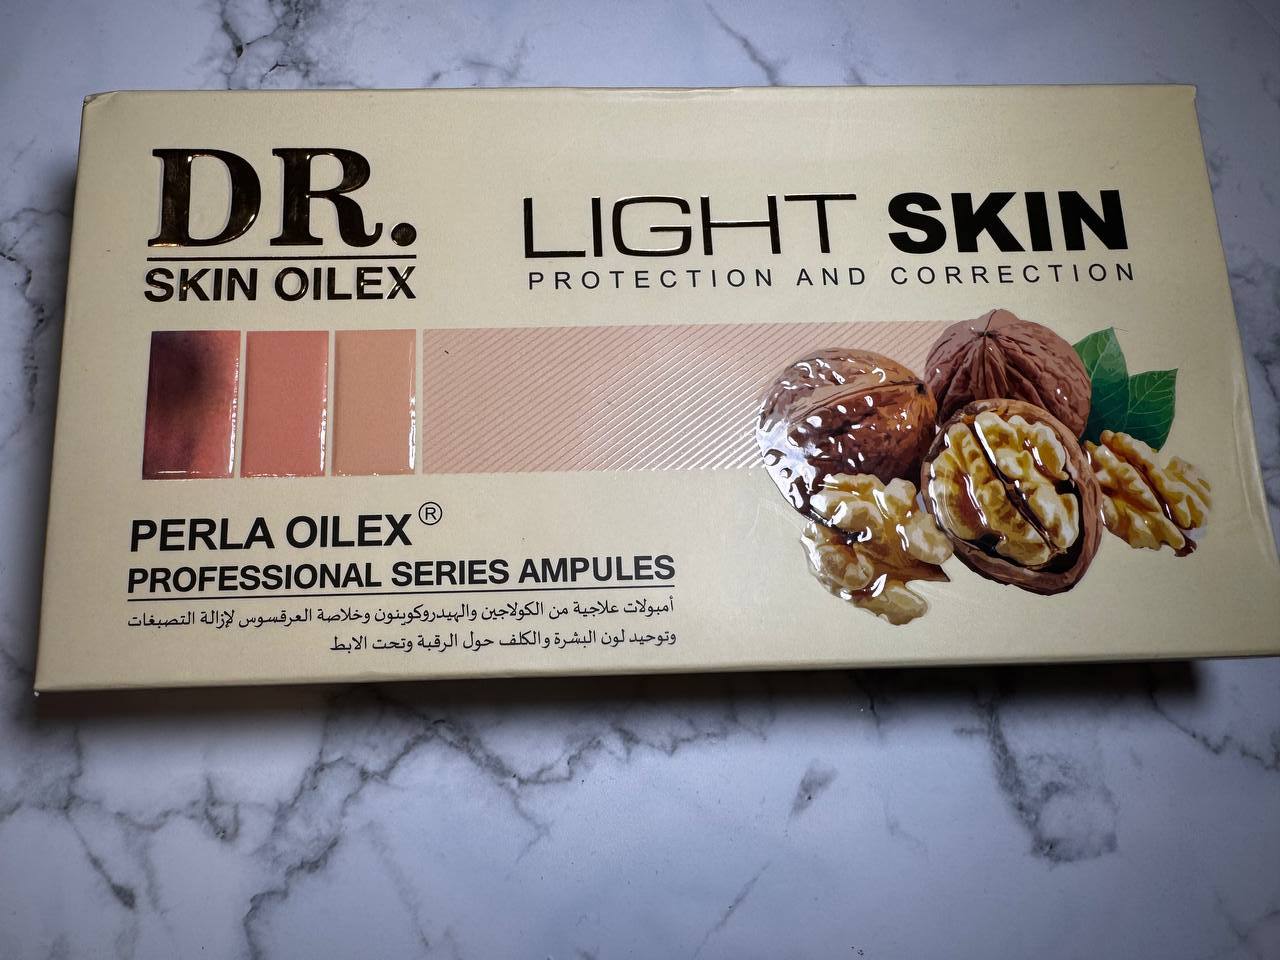 DR.
SKIN OILEX
LIGHT SKIN
PROTECTION AND CORRECTION
PERLA OILEX®
PROFESSIONAL SERIES AMPULES
أمبولات علاجية من الكولاجين والهيدروكوينون وخلاصة العرقسوس لإزالة التصبغات
وتوحيد لون البشرة والكلف حول الرقبة وتحت الابط